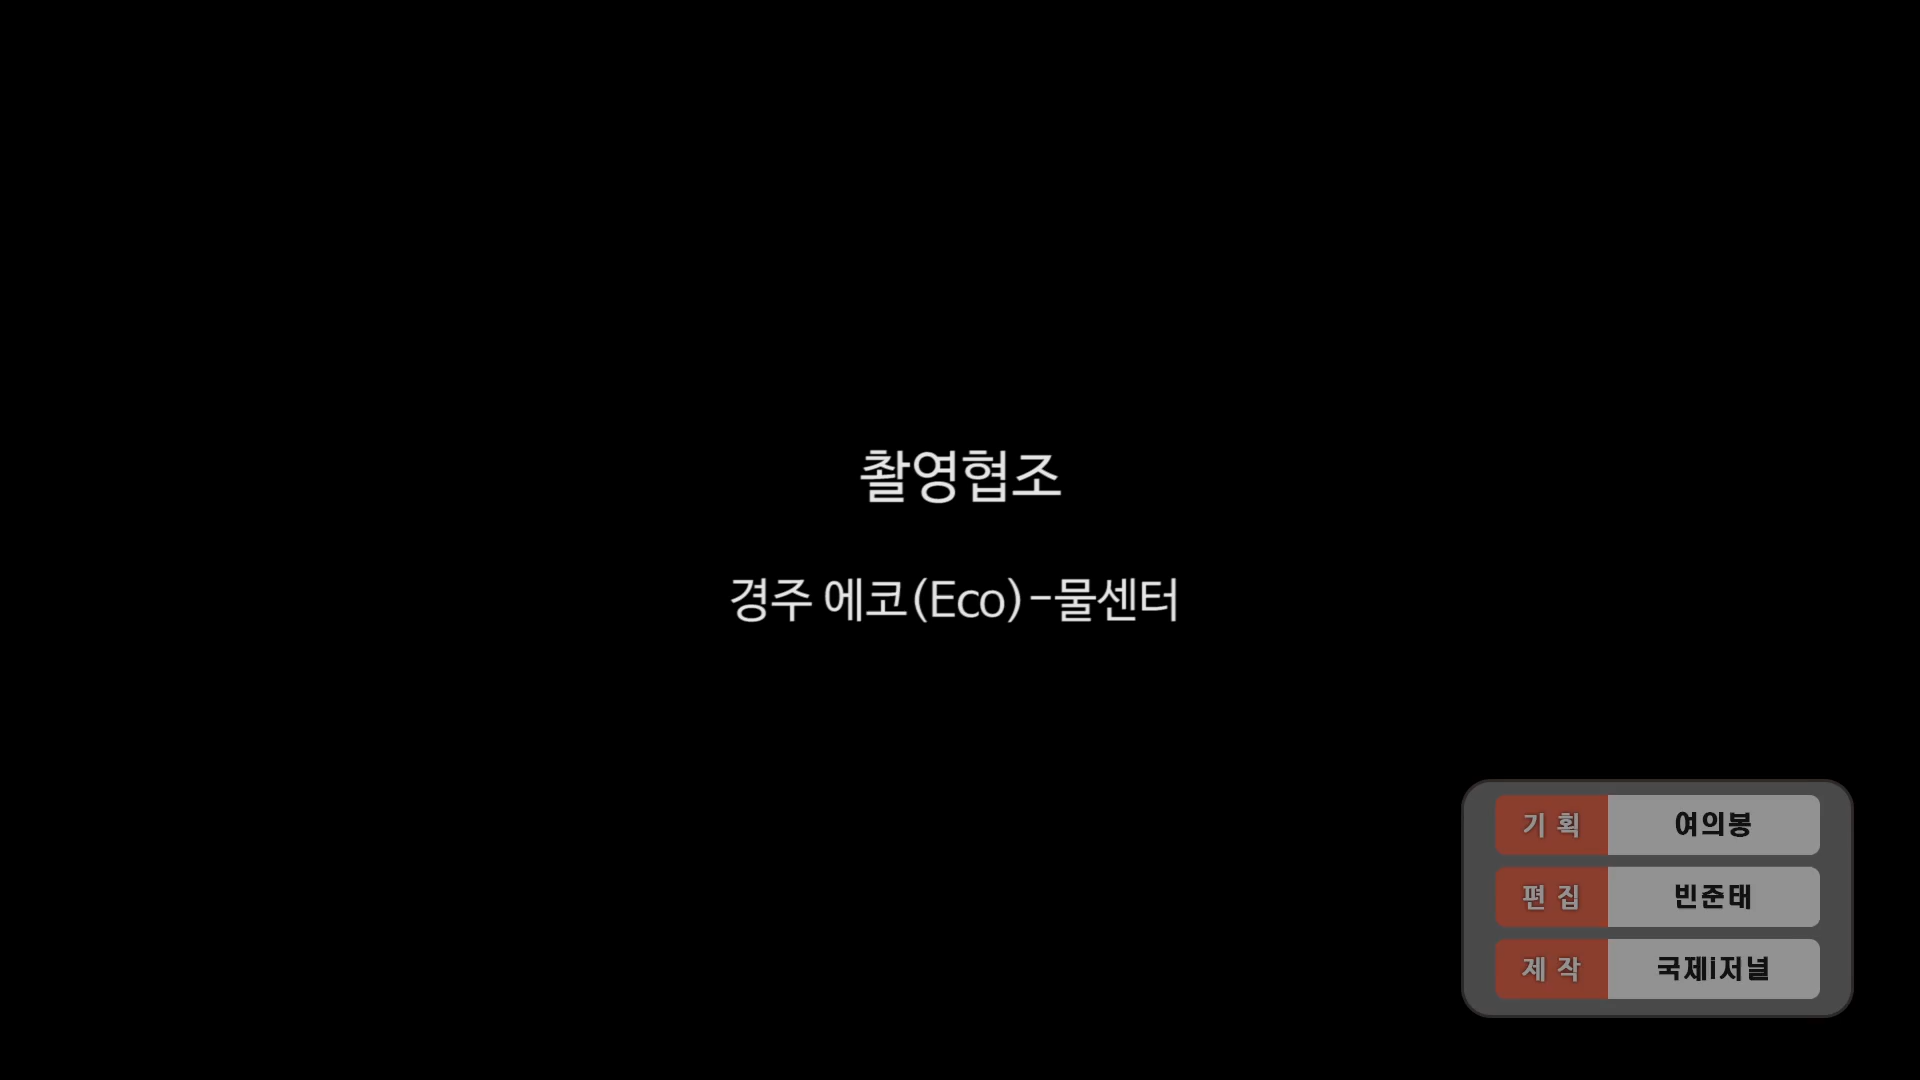 촬영협조
경주 에코(Eco)-물센터
기 획 여의봉
편 집 빈준태
제 작 국제i저널